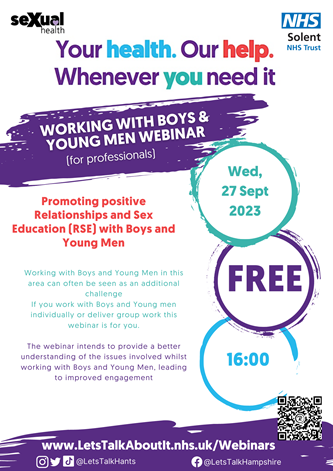 sexual
health
NHS
Solent
NHS Trust
Your health. Our help.
Whenever you need it
WORKING WITH BOYS &
YOUNG MEN WEBINAR
(for professionals)
Wed,
27 Sept
2023
Promoting positive
Relationships and Sex
Education (RSE) with Boys and
Young Men
FREE
Working with Boys and Young Men in this
area can often be seen as an additional
challenge
If you work with Boys and Young men
individually or deliver group work this
webinar is for you.
The webinar intends to provide a better
understanding of the issues involved whilst
working with Boys and Young Men, leading
to improved engagement
16:00
www.LetsTalkAboutIt.nhs.uk/Webinars
@LetsTalkHants
@LetsTalkHampshire